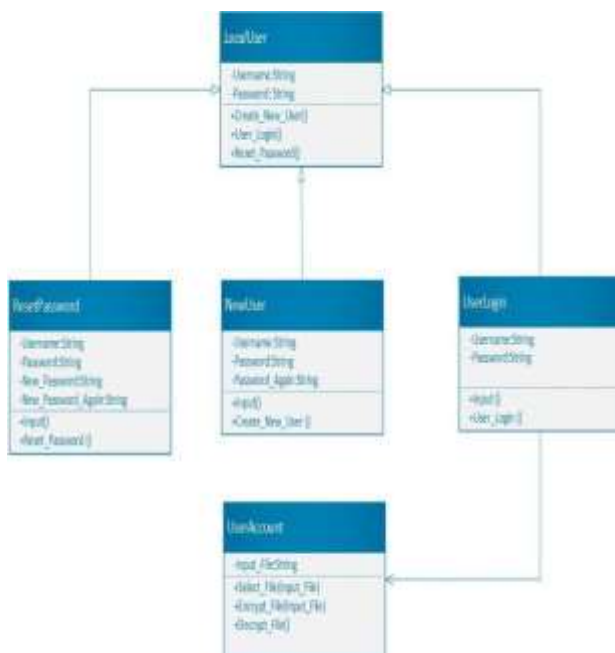 LocalUser
-Username:String
-Password:String
+Create_New_User()
+User_Login()
+Reset_Password()
ResetPassword
-Username:String
-Password:String
-New_Password:String
-New_Password_Again:String
+Input()
+Reset_Password()
NewUser
-Username:String
-Password:String
-Password_Again:String
+Input()
+Create_New_User()
UserLogin
-Username:String
-Password:String
+Input()
+User_Login()
UserAccount
-Input_File:String
+Select_File(Input_File)
+Encrypt_File(Input_File)
+Decrypt_File()